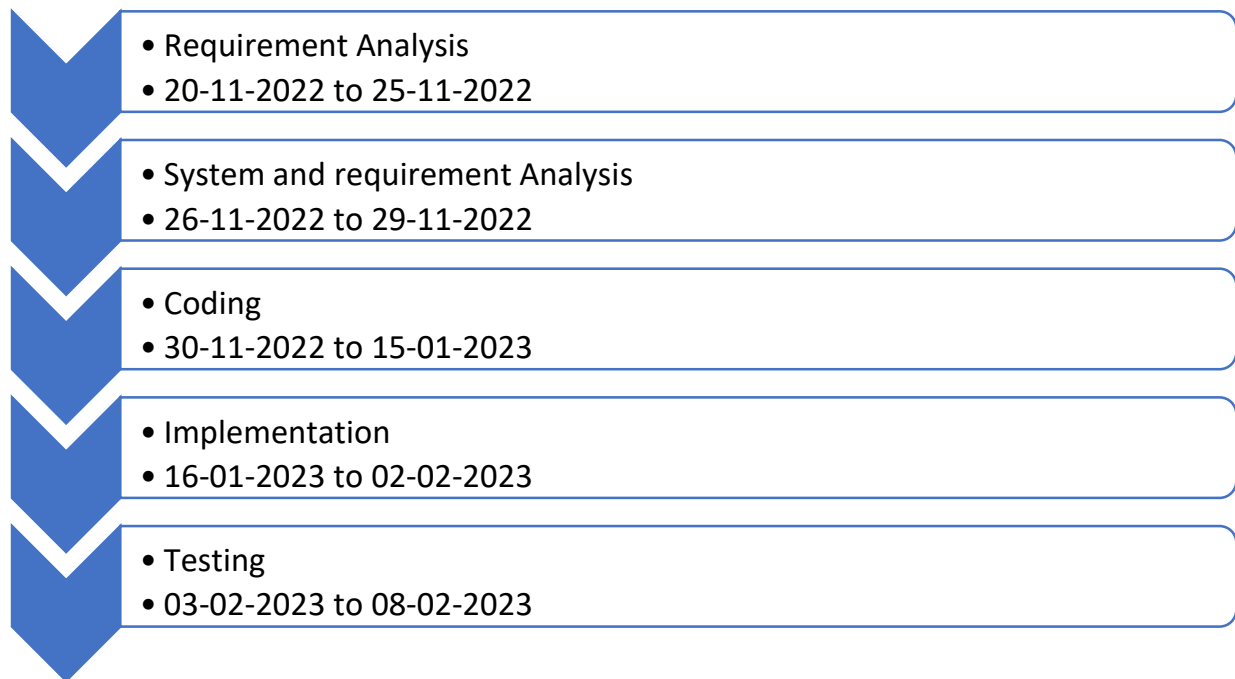 • Requirement Analysis
• 20-11-2022 to 25-11-2022
• System and requirement Analysis
• 26-11-2022 to 29-11-2022
• Coding
• 30-11-2022 to 15-01-2023
• Implementation
• 16-01-2023 to 02-02-2023
• Testing
• 03-02-2023 to 08-02-2023